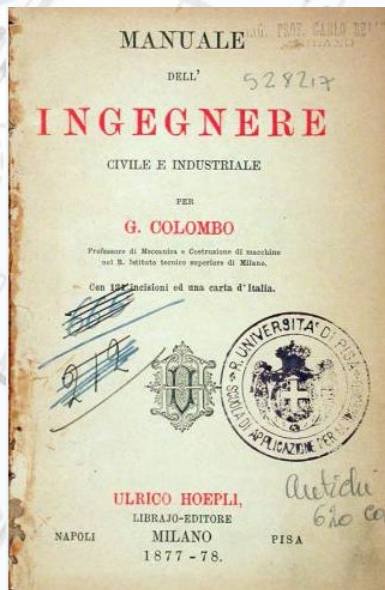 MANUALE
DELL'
528217
INGEGNERE
CIVILE E INDUSTRIALE
PER
G. COLOMBO
Professore di Meccanica e Costruzione di macchine
nel R. Istituto tecnico superiore di Milano.
Con incisioni ed una carta d'Italia.
212
R. UNIVERSITA' DI PISA
SCUOLA DI APPLICAZIONE PER
ULRICO HOEPLI,
LIBRAJO-EDITORE
NAPOLI MILANO PISA
1877-78.
Antichi
620